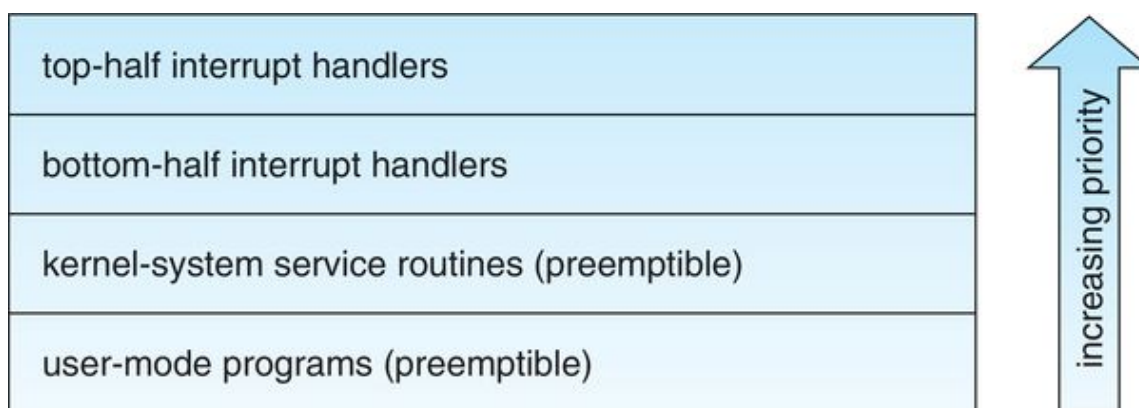 top-half interrupt handlers
bottom-half interrupt handlers
kernel-system service routines (preemptible)
user-mode programs (preemptible)
increasing priority